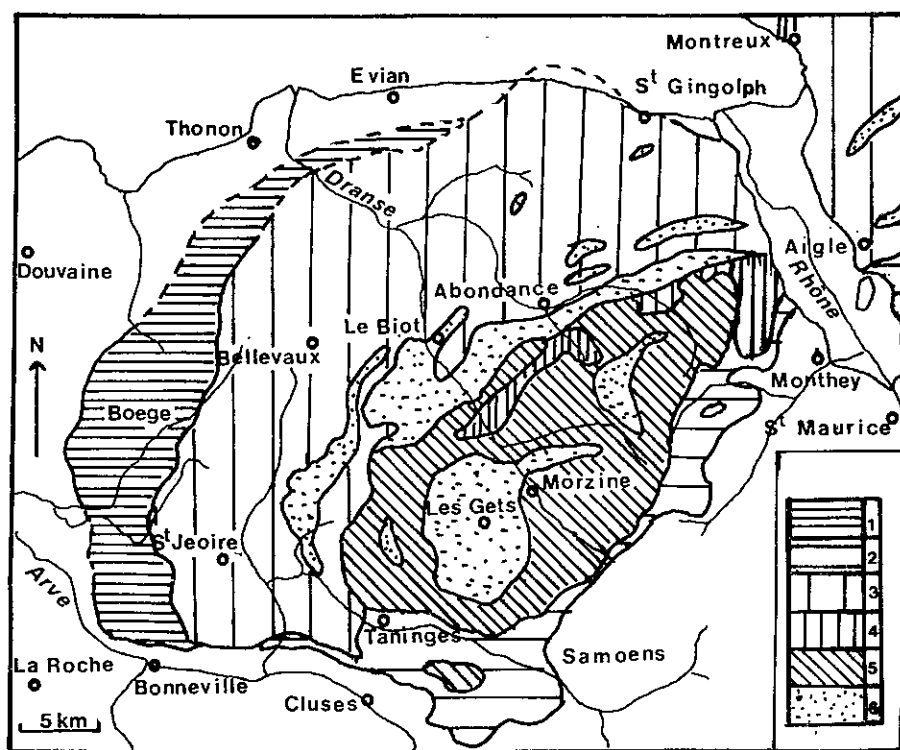 Montreux
Evian
St Gingolph
Thonon
Dranse
Douvaine
Aigle
Rhône
Abondance
N
Le Biot
Bellevaux
Monthey
Boege
St Maurice
Morzine
Les Gets
St Jeoire
Arve
Taninges
Samoens
La Roche
Bonneville
Cluses
5 km
1
2
3
4
5
6